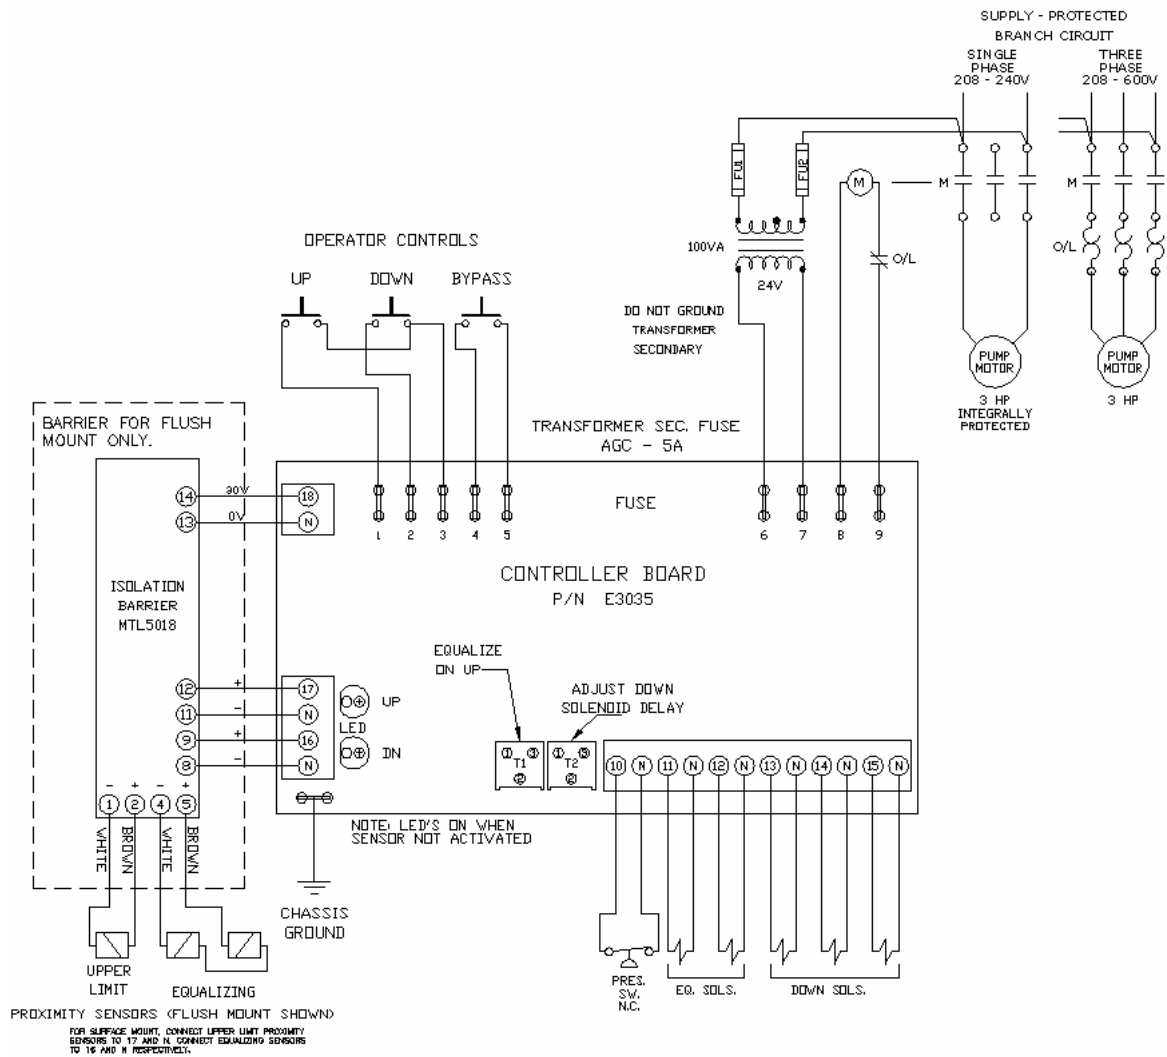 SUPPLY - PROTECTED
BRANCH CIRCUIT
SINGLE
PHASE
208 - 240V
THREE
PHASE
208 - 600V
FU1
FU2
M
M
M
O/L
O/L
100VA
24V
DO NOT GROUND
TRANSFORMER
SECONDARY
PUMP
MOTOR
3 HP
INTEGRALLY
PROTECTED
PUMP
MOTOR
3 HP
OPERATOR CONTROLS
UP
DOWN
BYPASS
BARRIER FOR FLUSH
MOUNT ONLY.
TRANSFORMER SEC. FUSE
AGC - 5A
FUSE
1
2
3
4
5
6
7
8
9
14
13
0V
18
N
ISOLATION
BARRIER
MTL5018
CONTROLLER BOARD
P/N E3035
12
+
17
11
-
N
9
+
16
8
-
N
UP
LED
DN
EQUALIZE
ON UP
ADJUST DOWN
SOLENOID DELAY
1 3
T1
2
1 3
T2
2
10
N
11
N
12
N
13
N
14
N
15
N
- + - +
1
2
4
5
WHITE
BROWN
WHITE
BROWN
NOTE: LED'S ON WHEN
SENSOR NOT ACTIVATED
CHASSIS
GROUND
UPPER
LIMIT
EQUALIZING
PRES.
SW.
N.C.
EQ. SOLS.
DOWN SOLS.
PROXIMITY SENSORS (FLUSH MOUNT SHOWN)
FOR SURFACE MOUNT, CONNECT UPPER LIMIT PROXIMITY
SENSORS TO 17 AND N. CONNECT EQUALIZING SENSORS
TO 16 AND N RESPECTIVELY.